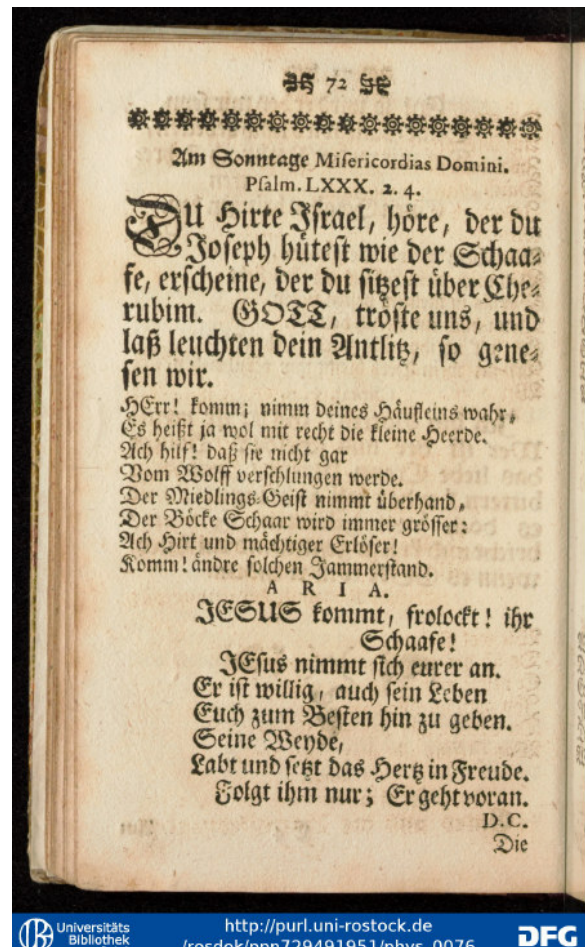 72
Am Sonntage Misericordias Domini.
Psalm. LXXX. 2. 4.
DU Hirte Israel, höre, der du
Joseph hütest wie der Schaa-
fe, erscheine, der du sitzest über Che-
rubim. GOTT, tröste uns, und
laß leuchten dein Antlitz, so gene-
sen wir.
HErr! komm; nimm deines Häufleins wahr,
Es heißt ja wol mit recht die kleine Heerde.
Ach hilf! daß sie nicht gar
Vom Wolff verschlungen werde.
Der Miedlings-Geist nimmt überhand,
Der Böcke Schaar wird immer grösser:
Ach Hirt und mächtiger Erlöser!
Komm! ändre solchen Jammerstand.
ARIA.
JESUS kommt, frolockt! ihr
Schaafe!
JEsus nimmt sich eurer an.
Er ist willig, auch sein Leben
Euch zum Besten hin zu geben.
Seine Weyde,
Labt und setzt das Hertz in Freude.
Folgt ihm nur; Er geht voran.
D.C.
Die
Universitäts
Bibliothek
http://purl.uni-rostock.de
/rosdok/ppn729491951/phys_0076
DFG